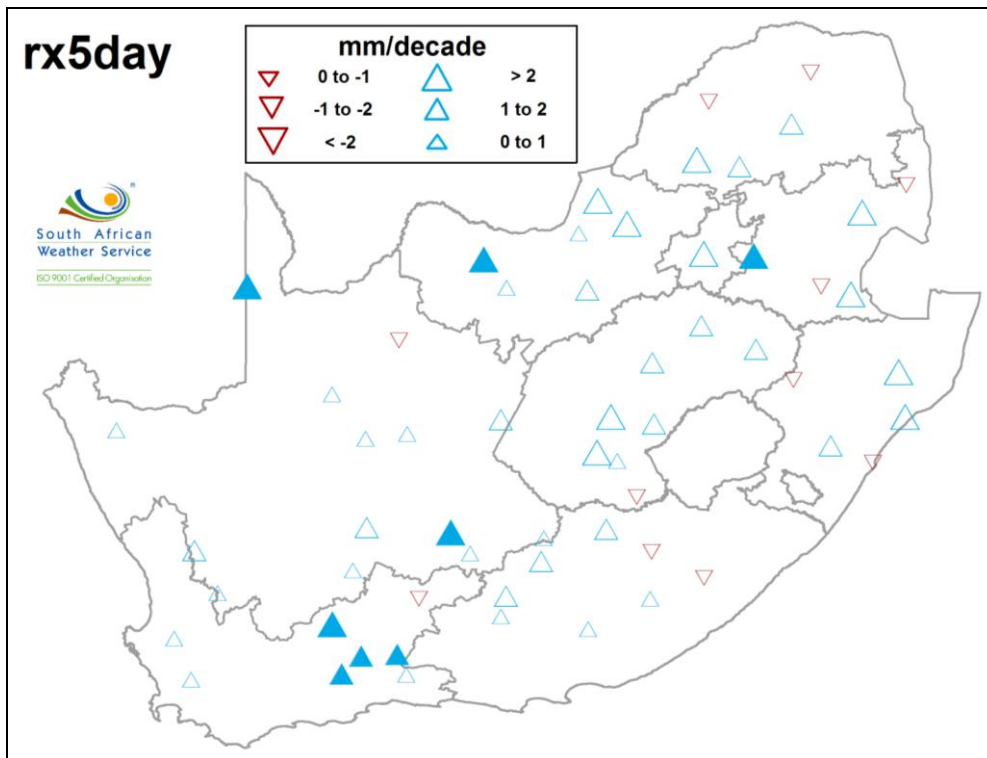 rx5day
mm/decade
0 to -1
> 2
-1 to -2
1 to 2
< -2
0 to 1
®
South African
Weather Service
ISO 9001 Certified Organisation